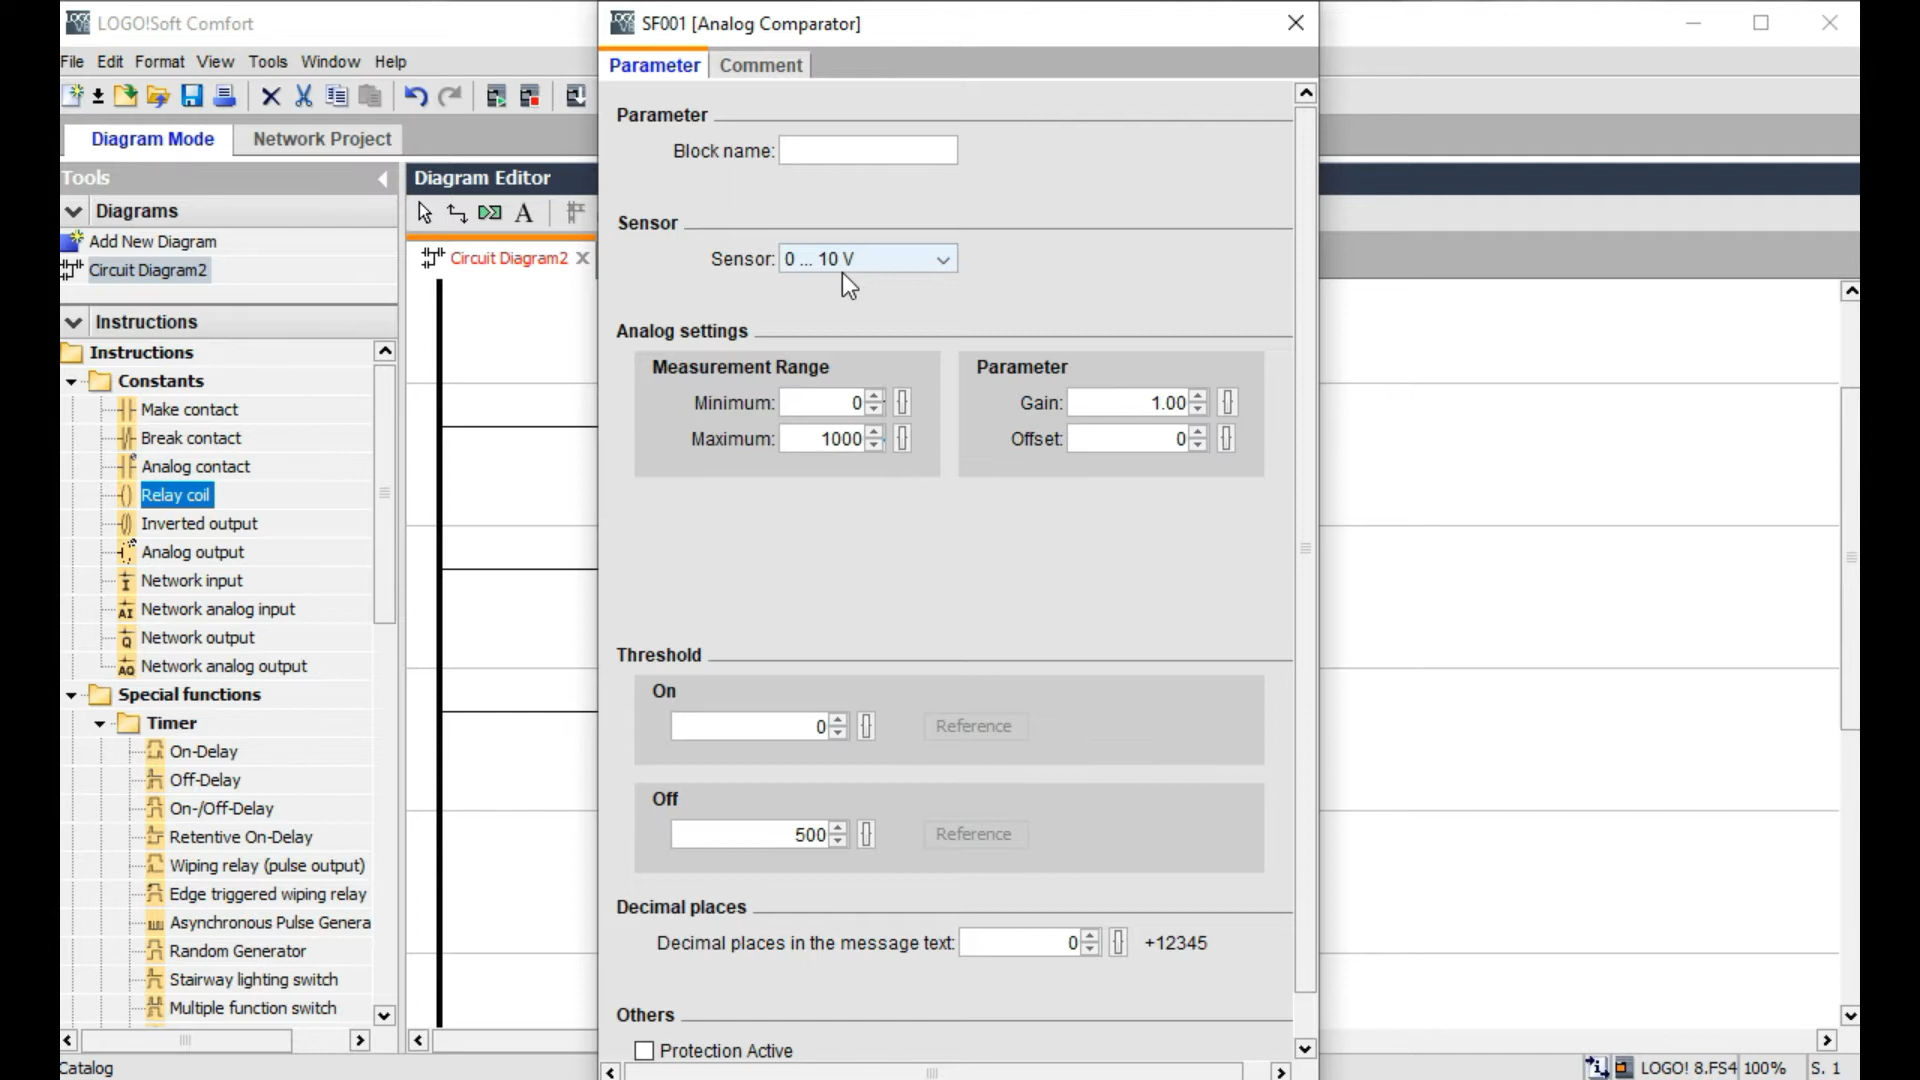 LOGO!Soft Comfort
File Edit Format View Tools Window Help
Diagram Mode
Network Project
Tools
Diagrams
Add New Diagram
Circuit Diagram2
Instructions
Instructions
Constants
Make contact
Break contact
Analog contact
Relay coil
Inverted output
Analog output
Network input
Network analog input
Network output
Network analog output
Special functions
Timer
On-Delay
Off-Delay
On-/Off-Delay
Retentive On-Delay
Wiping relay (pulse output)
Edge triggered wiping relay
Asynchronous Pulse Genera
Random Generator
Stairway lighting switch
Multiple function switch
Catalog
Diagram Editor
A
Circuit Diagram2
SF001 [Analog Comparator]
Parameter
Comment
Parameter
Block name:
Sensor
Sensor: 0 ... 10 V
Analog settings
Measurement Range
Minimum: 0
Maximum: 1000
Parameter
Gain: 1.00
Offset: 0
Threshold
On
0
Reference
Off
500
Reference
Decimal places
Decimal places in the message text: 0 +12345
Others
Protection Active
LOGO! 8.FS4 100% S. 1